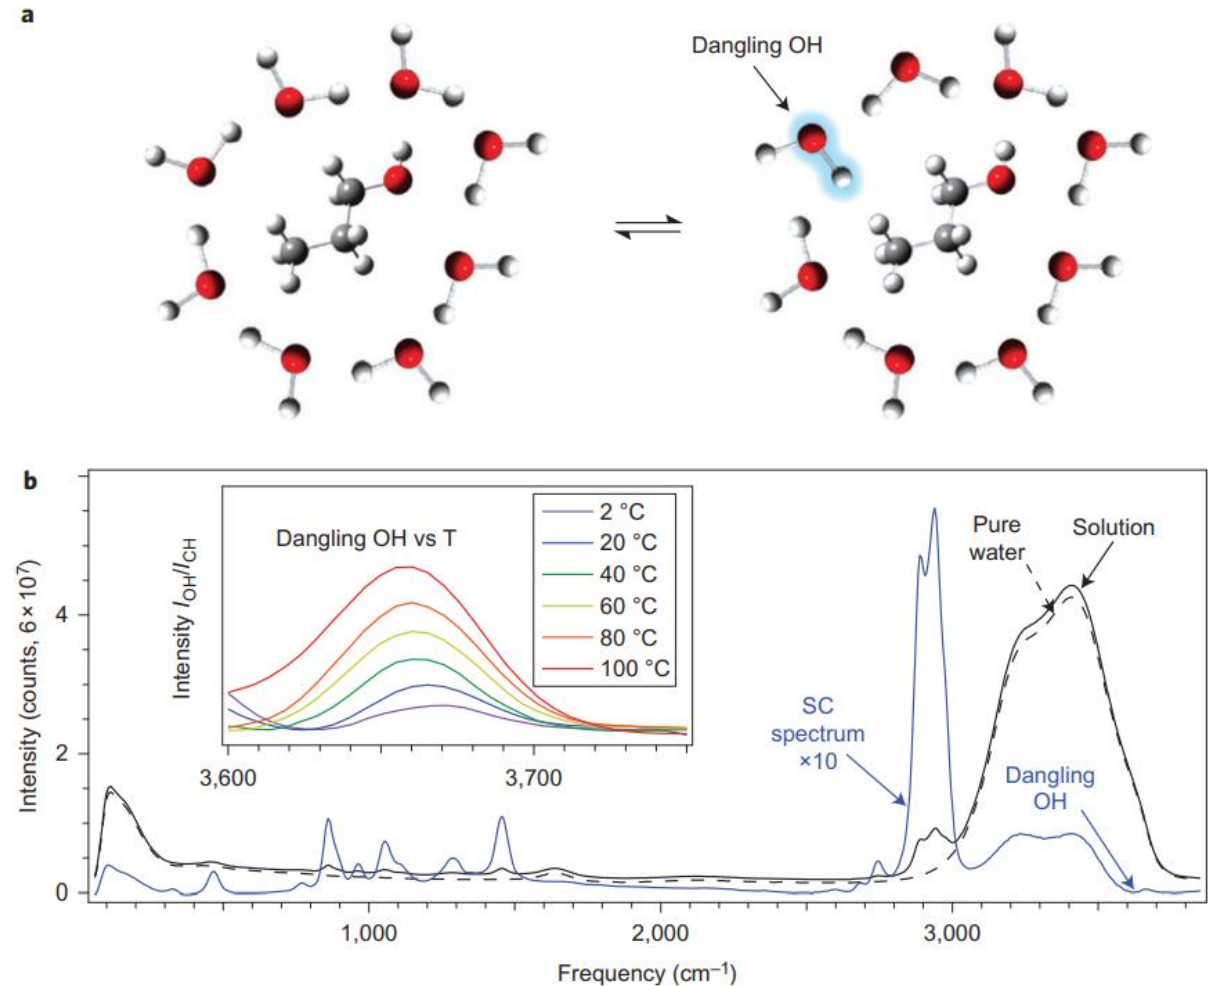 a
Dangling OH
b
Intensity (counts, 6 × 10⁷)
4
2
0
Intensity I_OH/I_CH
Dangling OH vs T
2 °C
20 °C
40 °C
60 °C
80 °C
100 °C
3,600
3,700
Pure
water
Solution
SC
spectrum
×10
Dangling
OH
1,000
2,000
3,000
Frequency (cm⁻¹)